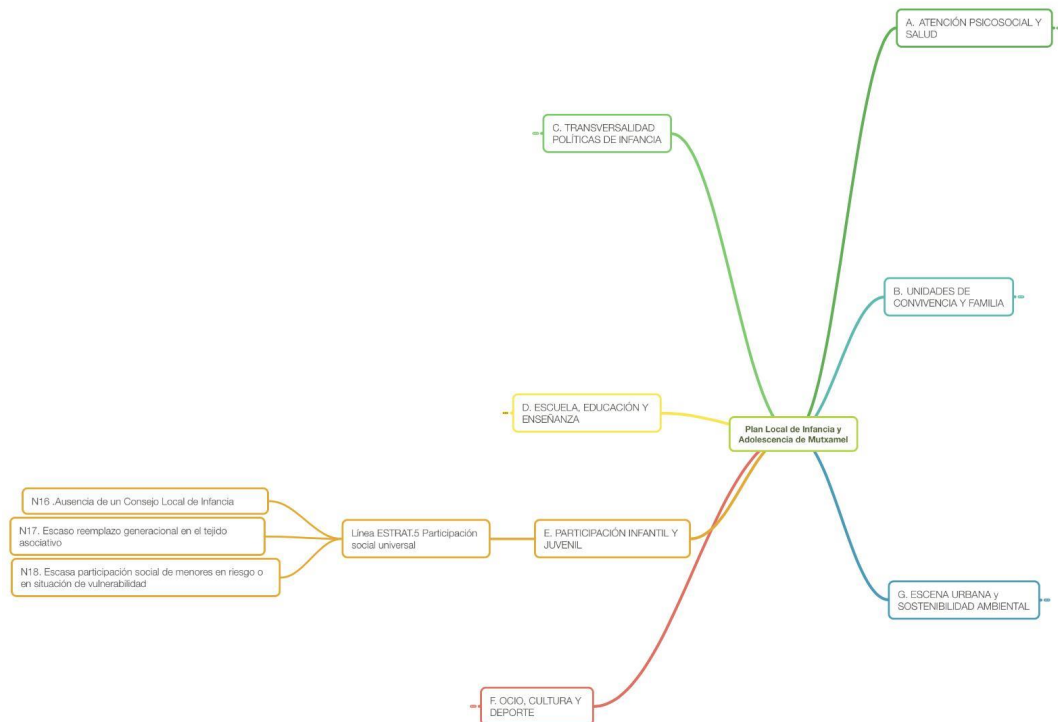 A. ATENCIÓN PSICOSOCIAL Y
SALUD
C. TRANSVERSALIDAD
POLÍTICAS DE INFANCIA
B. UNIDADES DE
CONVIVENCIA Y FAMILIA
D. ESCUELA, EDUCACIÓN Y
ENSEÑANZA
Plan Local de Infancia y
Adolescencia de Mutxamel
N16 .Ausencia de un Consejo Local de Infancia
N17. Escaso reemplazo generacional en el tejido
asociativo
N18. Escasa participación social de menores en riesgo o
en situación de vulnerabilidad
Línea ESTRAT.5 Participación
social universal
E. PARTICIPACIÓN INFANTIL Y
JUVENIL
G. ESCENA URBANA y
SOSTENIBILIDAD AMBIENTAL
F. OCIO, CULTURA Y
DEPORTE